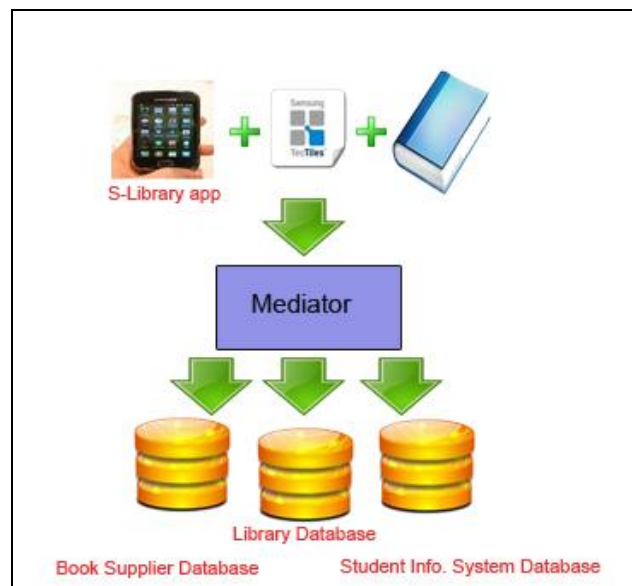 Samsung
TecTiles
S-Library app
Mediator
Library Database
Book Supplier Database
Student Info. System Database